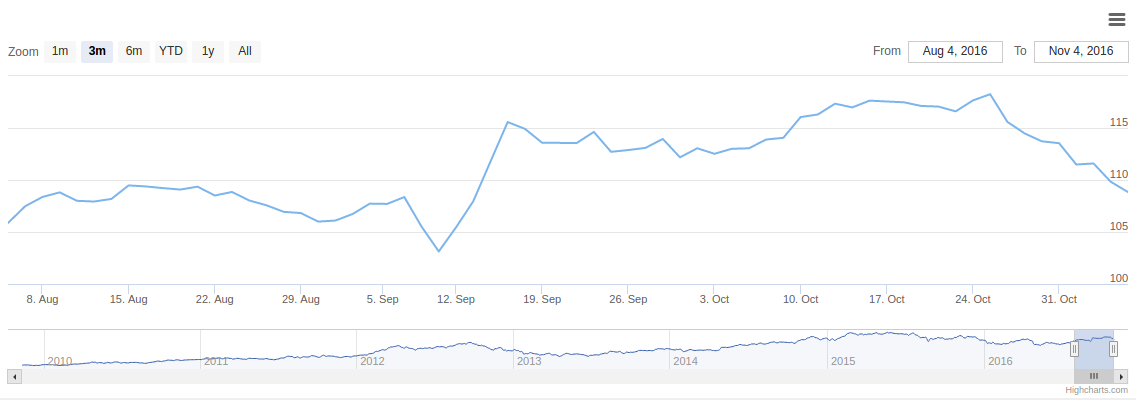 Zoom 1m 3m 6m YTD 1y All From Aug 4, 2016 To Nov 4, 2016
115
110
105
100
8. Aug 15. Aug 22. Aug 29. Aug 5. Sep 12. Sep 19. Sep 26. Sep 3. Oct 10. Oct 17. Oct 24. Oct 31. Oct
2010 2011 2012 2013 2014 2015 2016
Highcharts.com